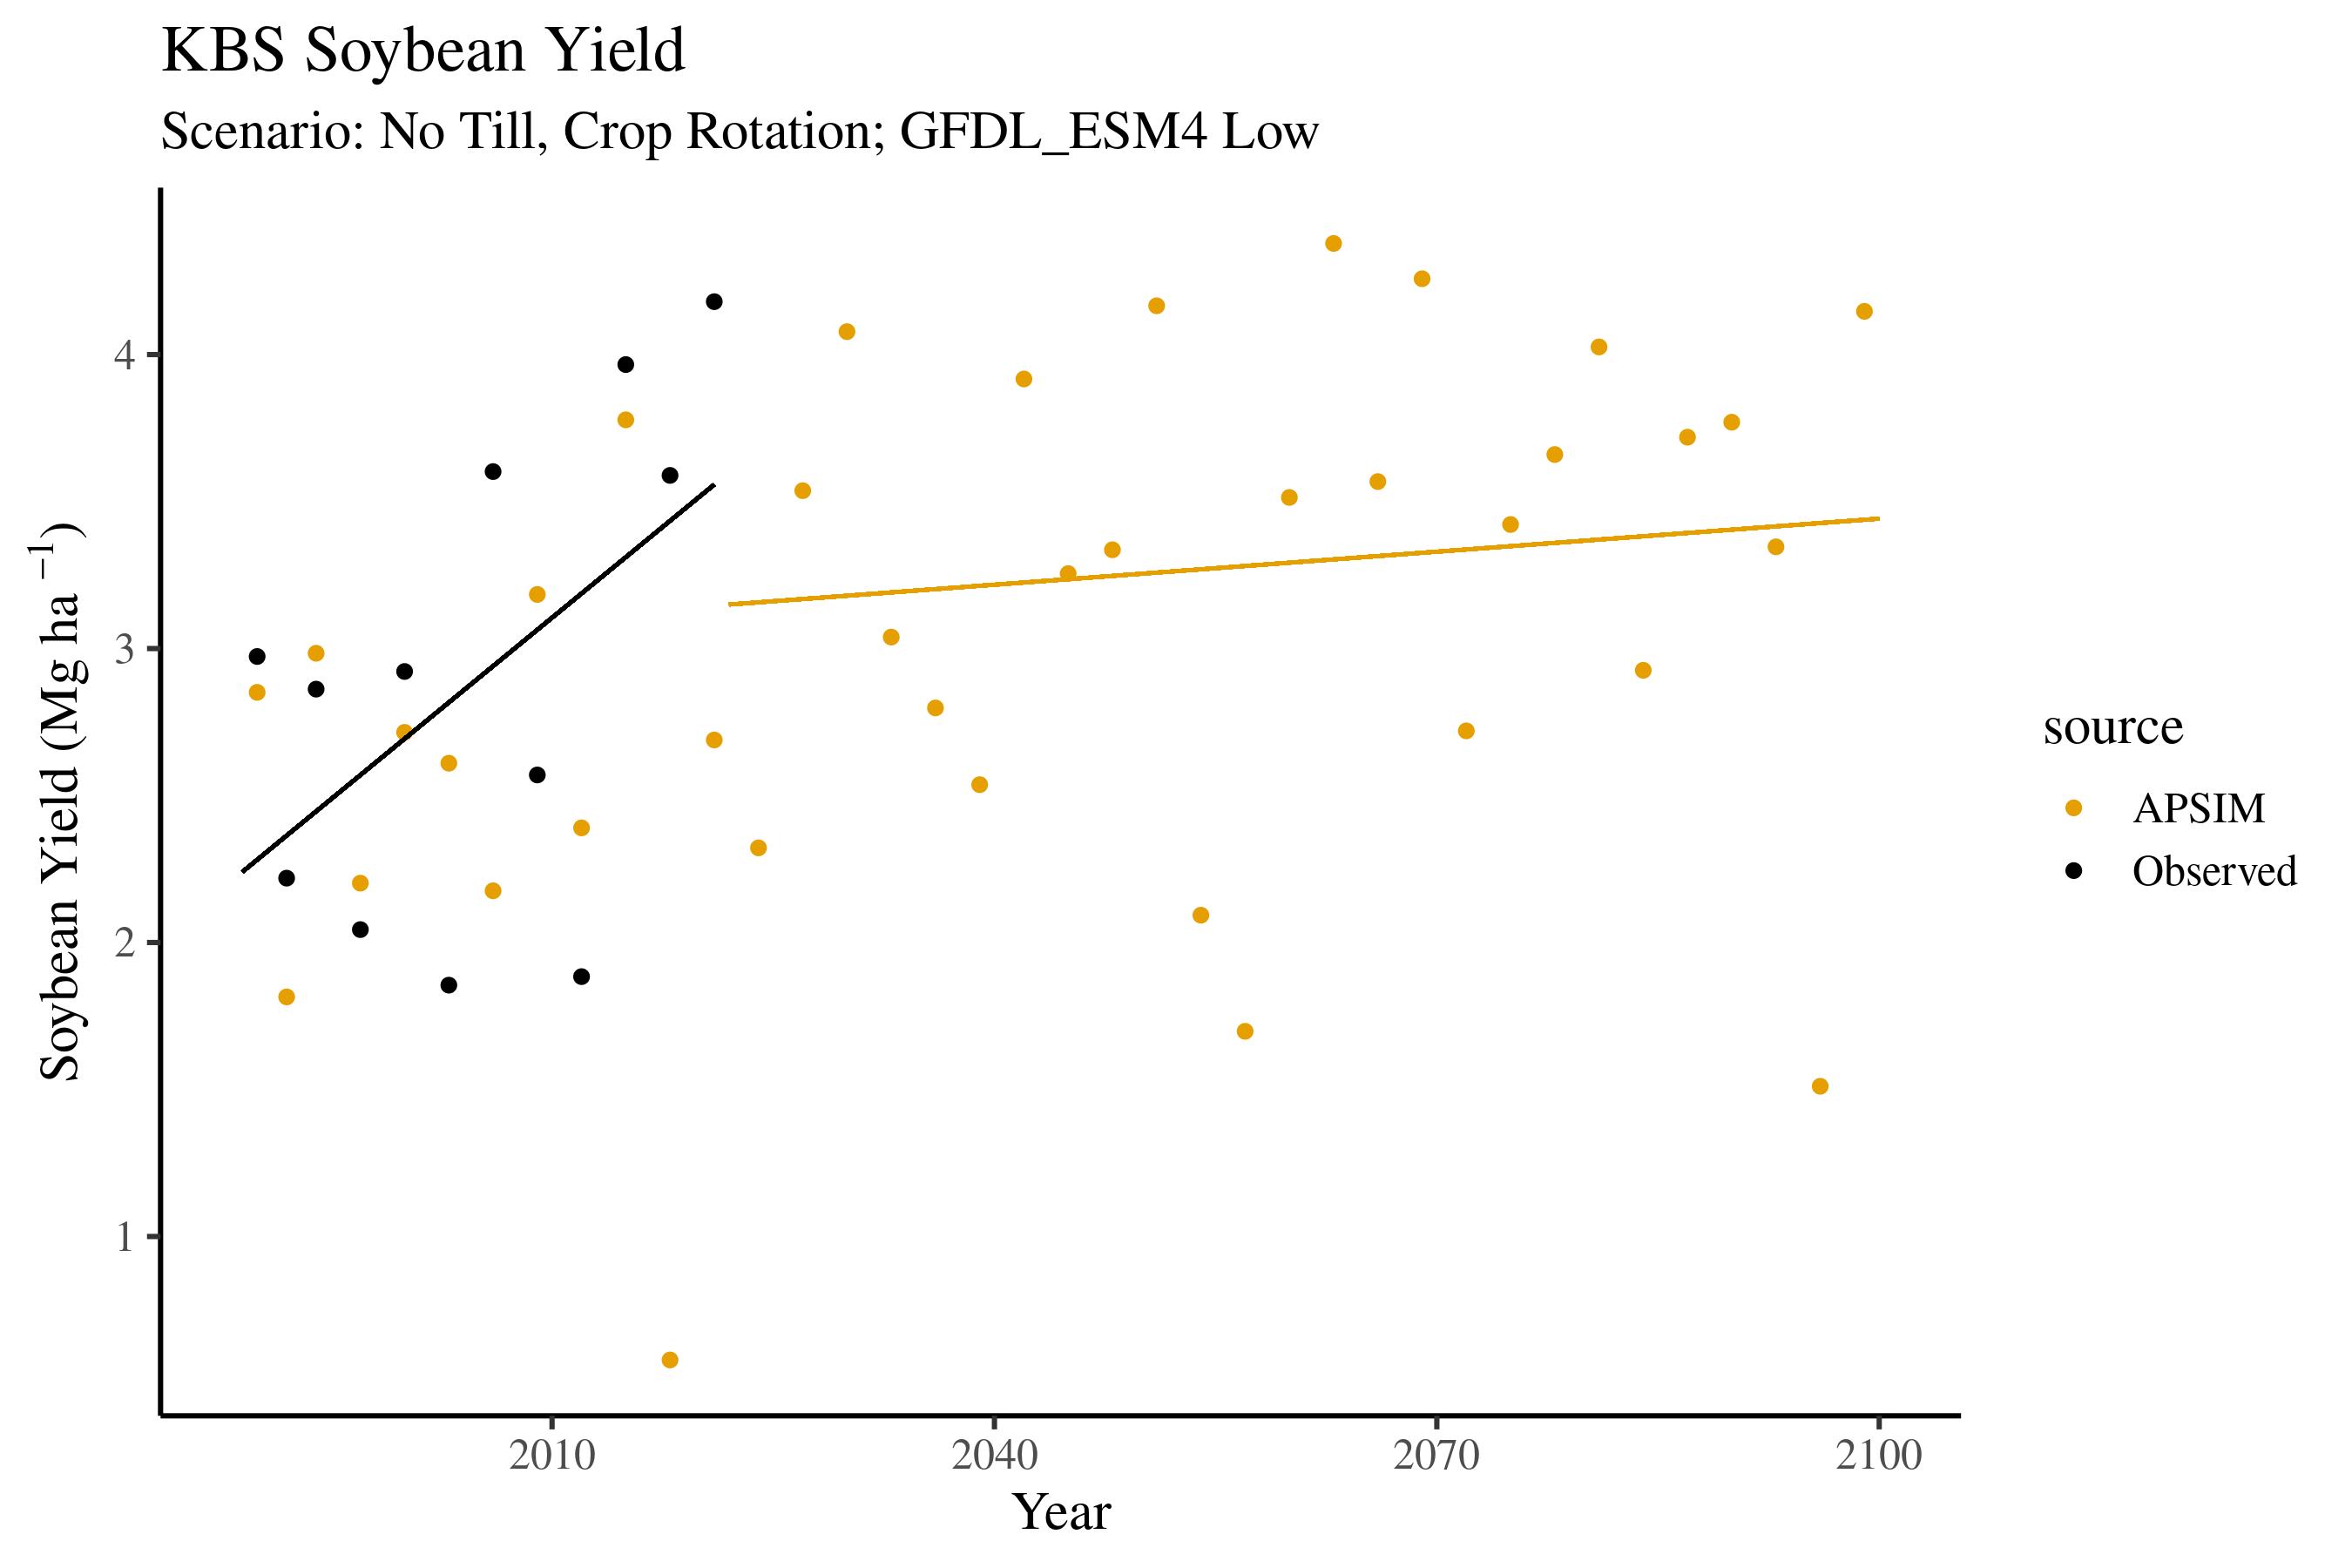 KBS Soybean Yield
Scenario: No Till, Crop Rotation; GFDL_ESM4 Low
Soybean Yield (Mg ha −1)
4
3
2
1
2010 2040 2070 2100
Year
source
APSIM
Observed